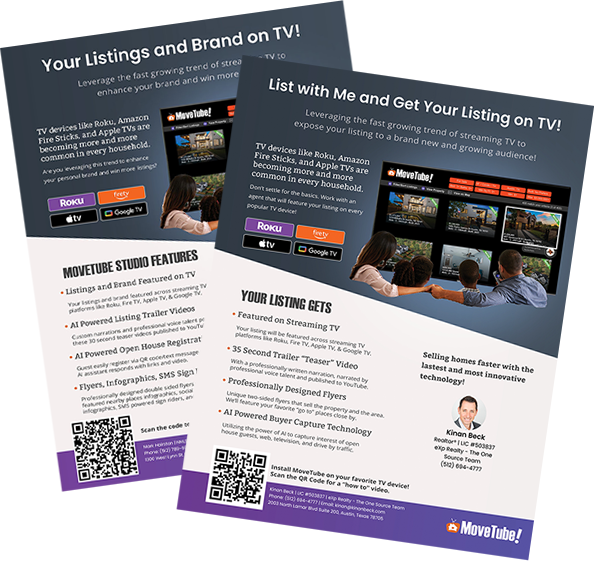 Your Listings and Brand on TV!
Leverage the fast growing trend of streaming TV to
enhance your brand and win more
TV devices like Roku, Amazon
Fire Sticks, and Apple TVs are
becoming more and more
common in every household.
Are you leveraging this trend to enhance
your personal brand and win more listings?
MoveTube!
ROKU
firetv
tv
Google TV
MOVETUBE STUDIO FEATURES
• Listings and Brand Featured on TV
Your listings and brand featured across streaming TV
platforms like Roku, Fire TV, Apple TV, & Google TV.
• AI Powered Listing Trailer Videos
Custom narrations and professional voice talent
these 30 second teaser videos published to YouTube
• AI Powered Open House Registrat
Guest easily register via QR code/text message
AI assistant responds with links and video.
• Flyers, Infographics, SMS Sign
Professionally designed double sided flyers
featured nearby places infographics, social
infographics, SMS powered sign riders, an
Scan the code to
List with Me and Get Your Listing on TV!
Leveraging the fast growing trend of streaming TV to
expose your listing to a brand new and growing audience!
TV devices like Roku, Amazon
Fire Sticks, and Apple TVs are
becoming more and more
common in every household.
Don't settle for the basics. Work with an
agent that will feature your listing on every
popular TV device!
MoveTube!
ROKU
firetv
tv
Google TV
YOUR LISTING GETS
• Featured on Streaming TV
Your listing will be featured across streaming TV
platforms like Roku, Fire TV, Apple TV, & Google TV.
• 35 Second Trailer "Teaser" Video
With a professionally written narration, narrated by
professional voice talent and published to YouTube.
• Professionally Designed Flyers
Unique two-sided flyers that sell the property and the area.
We'll feature your favorite "go to" places close by.
• AI Powered Buyer Capture Technology
Utilizing the power of AI to capture interest of open
house guests, web, television, and drive by traffic.
Selling homes faster with the
lastest and most innovative
technology!
Kinan Beck
Realtor® | LIC #503837
eXp Realty - The One
Source Team
(512) 694-4777
Install MoveTube on your favorite TV device!
Scan the QR Code for a "how to" video.
Kinan Beck | LIC #503837 | eXp Realty - The One Source Team
Phone: (512) 694-4777 | Email: kinan@kinanbeck.com
2003 North Lamar Blvd Suite 200, Austin, Texas 78705
MoveTube!